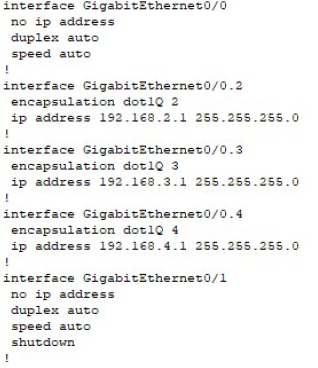 interface GigabitEthernet0/0
no ip address
duplex auto
speed auto
!
interface GigabitEthernet0/0.2
encapsulation dot1Q 2
ip address 192.168.2.1 255.255.255.0
!
interface GigabitEthernet0/0.3
encapsulation dot1Q 3
ip address 192.168.3.1 255.255.255.0
!
interface GigabitEthernet0/0.4
encapsulation dot1Q 4
ip address 192.168.4.1 255.255.255.0
!
interface GigabitEthernet0/1
no ip address
duplex auto
speed auto
shutdown
!